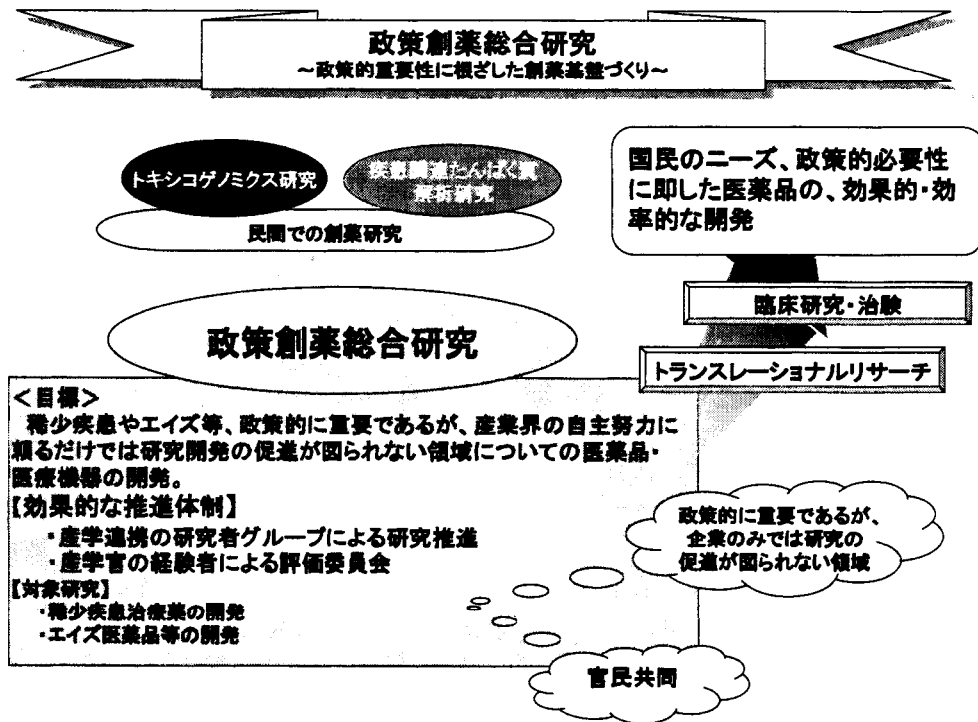 政策創薬総合研究
～政策的重要性に根ざした創薬基盤づくり～
トキシコゲノミクス研究
疾患関連たんぱく質
解析研究
民間での創薬研究
国民のニーズ、政策的必要性
に即した医薬品の、効果的・効
率的な開発
臨床研究・治験
トランスレーショナルリサーチ
政策創薬総合研究
＜目標＞
稀少疾患やエイズ等、政策的に重要であるが、産業界の自主努力に
頼るだけでは研究開発の促進が図られない領域についての医薬品・
医療機器の開発。
【効果的な推進体制】
・産学連携の研究者グループによる研究推進
・産学官の経験者による評価委員会
【対象研究】
・稀少疾患治療薬の開発
・エイズ医薬品等の開発
政策的に重要であるが、
企業のみでは研究の
促進が図られない領域
官民共同